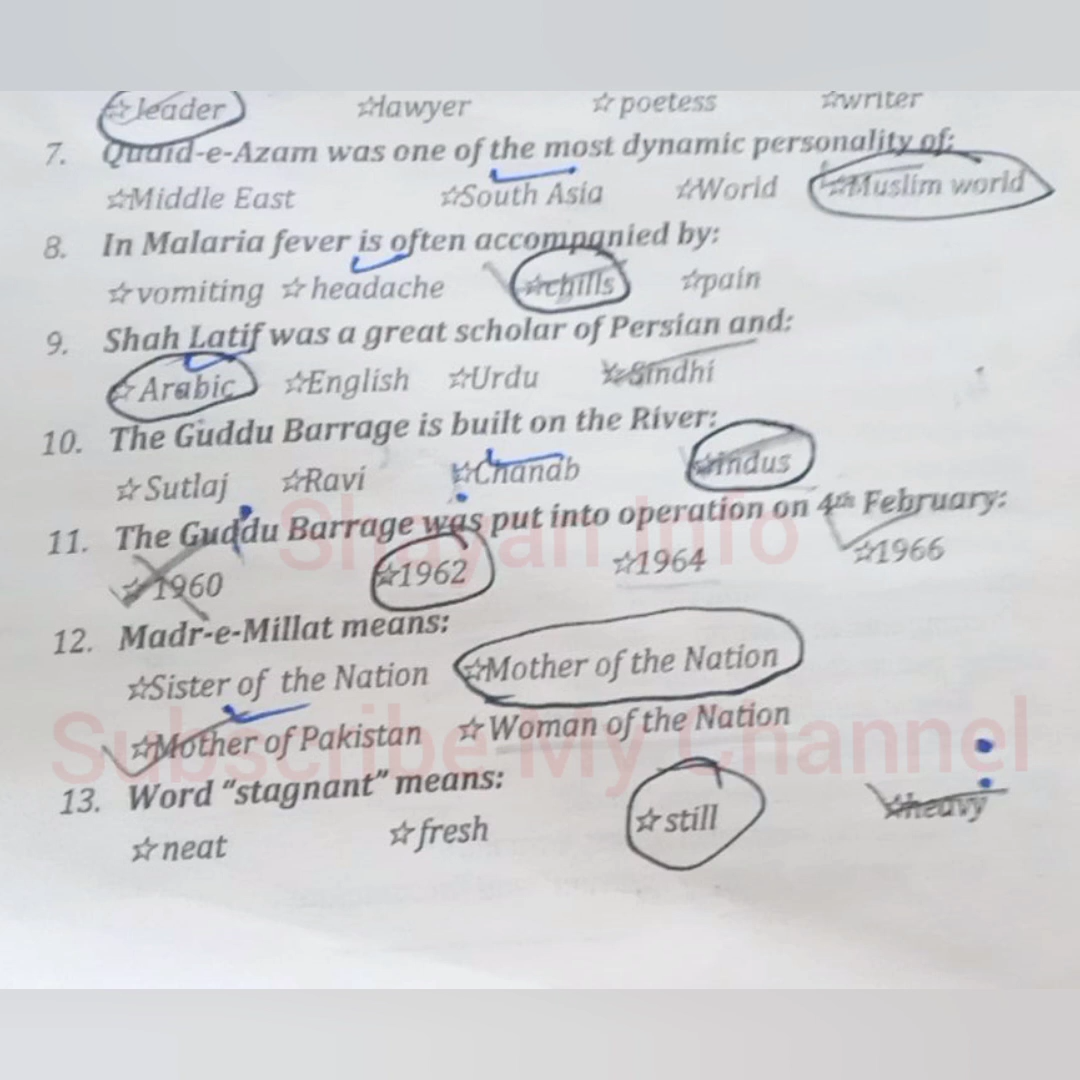 ☆leader ☆lawyer ☆poetess ☆writer
7. Quaid-e-Azam was one of the most dynamic personality of:
☆Middle East ☆South Asia ☆World ☆Muslim world
8. In Malaria fever is often accompanied by:
☆vomiting ☆headache ☆chills ☆pain
9. Shah Latif was a great scholar of Persian and:
☆Arabic ☆English ☆Urdu ☆Sindhi
10. The Guddu Barrage is built on the River:
☆Sutlaj ☆Ravi ☆Chanab ☆Indus
Shayan Info
11. The Guddu Barrage was put into operation on 4th February:
☆1960 ☆1962 ☆1964 ☆1966
12. Madr-e-Millat means:
☆Sister of the Nation ☆Mother of the Nation
☆Mother of Pakistan ☆Woman of the Nation
Subscribe My Channel
13. Word "stagnant" means:
☆neat ☆fresh ☆still ☆heavy